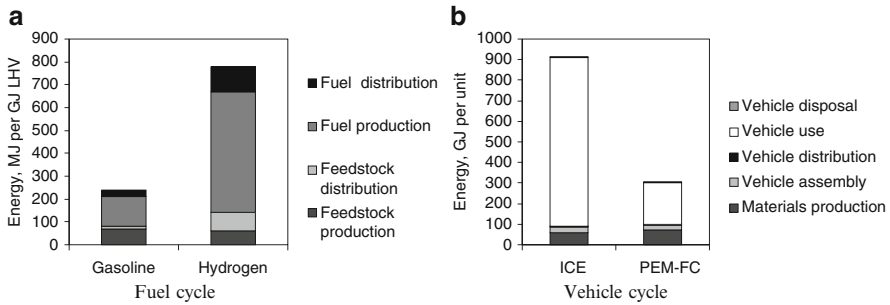 a
Energy, MJ per GJ LHV
900
800
700
600
500
400
300
200
100
0
Gasoline
Hydrogen
Fuel cycle
Fuel distribution
Fuel production
Feedstock
distribution
Feedstock
production
b
Energy, GJ per unit
1000
900
800
700
600
500
400
300
200
100
0
ICE
PEM-FC
Vehicle cycle
Vehicle disposal
Vehicle use
Vehicle distribution
Vehicle assembly
Materials production